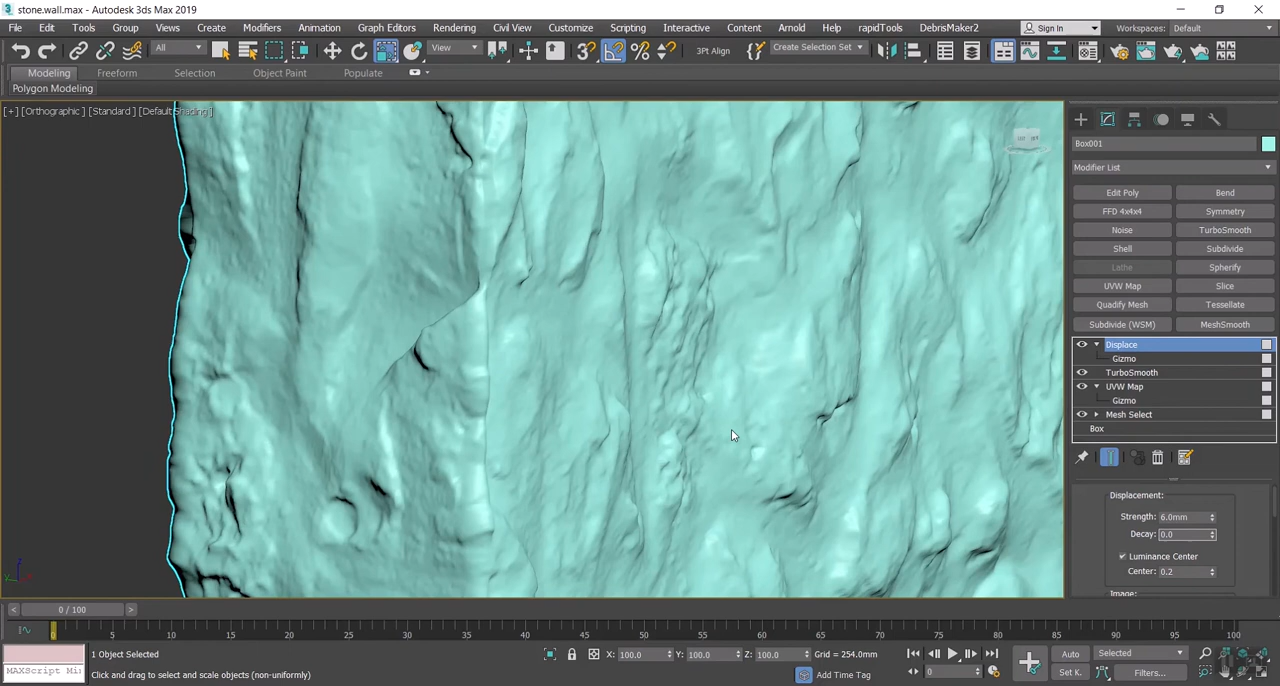 stone.wall.max - Autodesk 3ds Max 2019
File Edit Tools Group Views Create Modifiers Animation Graph Editors Rendering Civil View Customize Scripting Interactive Content Arnold Help rapidTools DebrisMaker2 Sign In Workspaces: Default
All View 3Pt Align Create Selection Set
Modeling Freeform Selection Object Paint Populate
Polygon Modeling
[+] [Orthographic] [Standard] [Default Shading]
Box001
Modifier List
Edit Poly Bend
FFD 4x4x4 Symmetry
Noise TurboSmooth
Shell Subdivide
Lathe Spherify
UVW Map Slice
Quadify Mesh Tessellate
Subdivide (WSM) MeshSmooth
Displace
Gizmo
TurboSmooth
UVW Map
Gizmo
Mesh Select
Box
Displacement:
Strength: 6.0mm
Decay: 0.0
Luminance Center
Center: 0.2
Image:
< 0 / 100 >
0 5 10 15 20 25 30 35 40 45 50 55 60 65 70 75 80 85 90 95 100
1 Object Selected X: 100.0 Y: 100.0 Z: 100.0 Grid = 254.0mm Auto Selected
MAXScript Mi Click and drag to select and scale objects (non-uniformly) Add Time Tag 0 Set K. Filters...